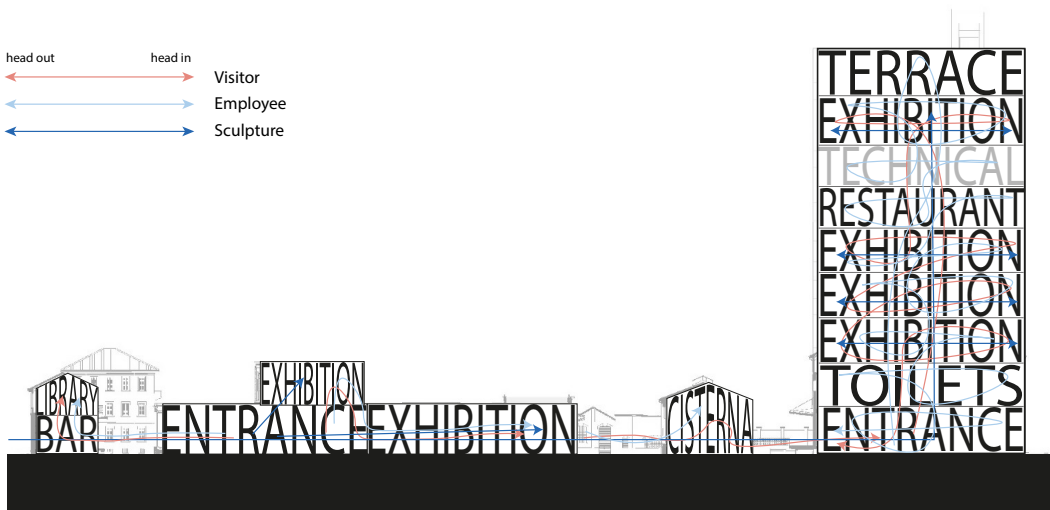 head out head in
Visitor
Employee
Sculpture
TERRACE
EXHIBITION
TECHNICAL
RESTAURANT
EXHIBITION
EXHIBITION
EXHIBITION
TOILETS
ENTRANCE
LIBRARY
BAR
EXHIBITION
ENTRANCE EXHIBITION
CISTERNA